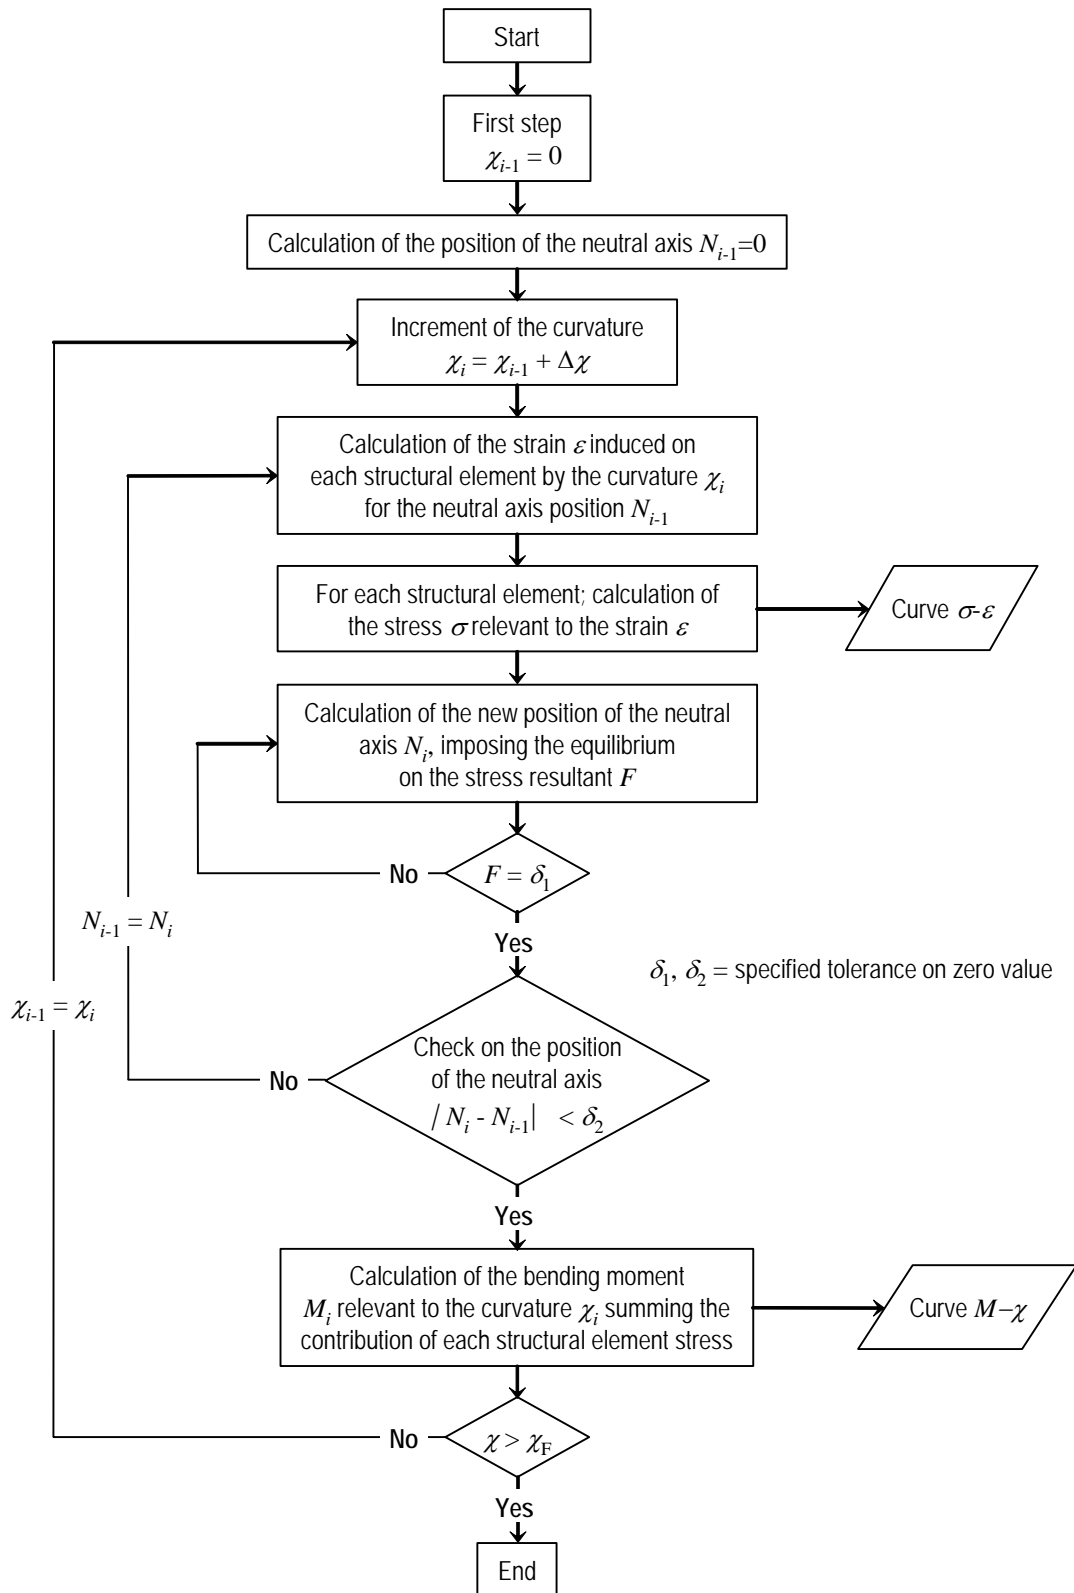 Start
First step
χi-1 = 0
Calculation of the position of the neutral axis Ni-1=0
Increment of the curvature
χi = χi-1 + Δχ
Calculation of the strain ε induced on
each structural element by the curvature χi
for the neutral axis position Ni-1
For each structural element; calculation of
the stress σ relevant to the strain ε
Curve σ-ε
Calculation of the new position of the neutral
axis Ni, imposing the equilibrium
on the stress resultant F
No
F = δ1
Ni-1 = Ni
Yes
δ1, δ2 = specified tolerance on zero value
χi-1 = χi
Check on the position
of the neutral axis
No
| Ni - Ni-1| < δ2
Yes
Calculation of the bending moment
Mi relevant to the curvature χi summing the
contribution of each structural element stress
Curve M–χ
No
χ > χF
Yes
End